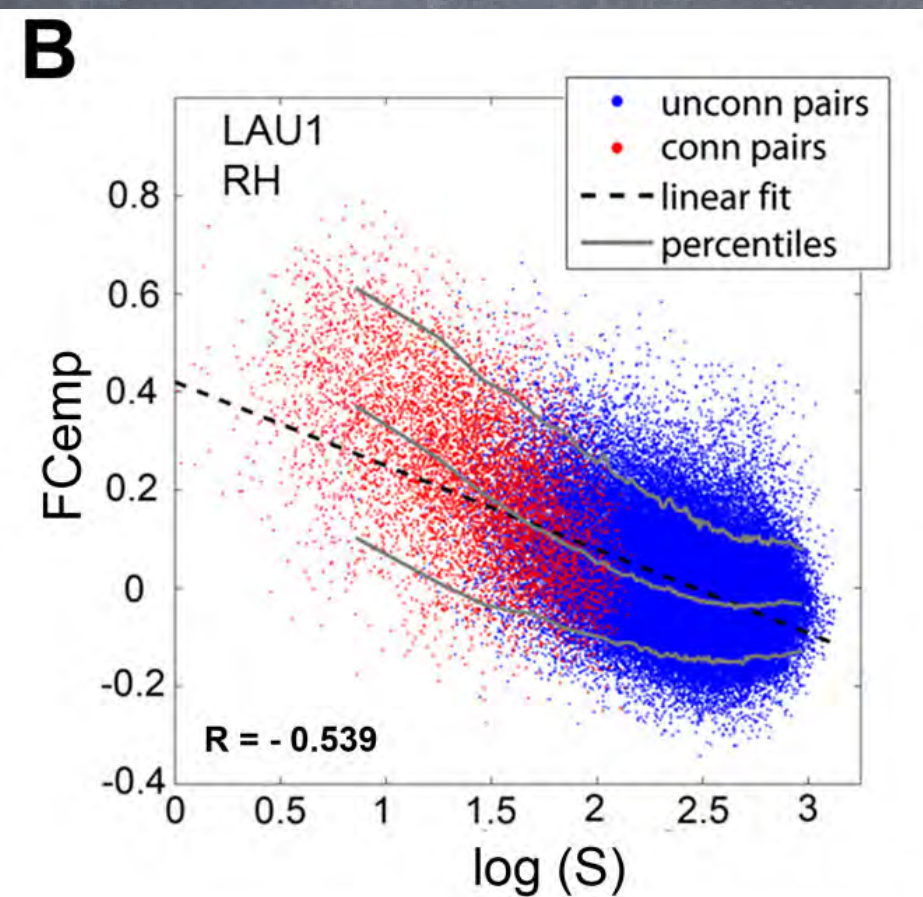 B
LAU1
RH
unconn pairs
conn pairs
linear fit
percentiles
0.8
0.6
0.4
0.2
0
-0.2
-0.4
FCemp
R = - 0.539
0 0.5 1 1.5 2 2.5 3
log (S)